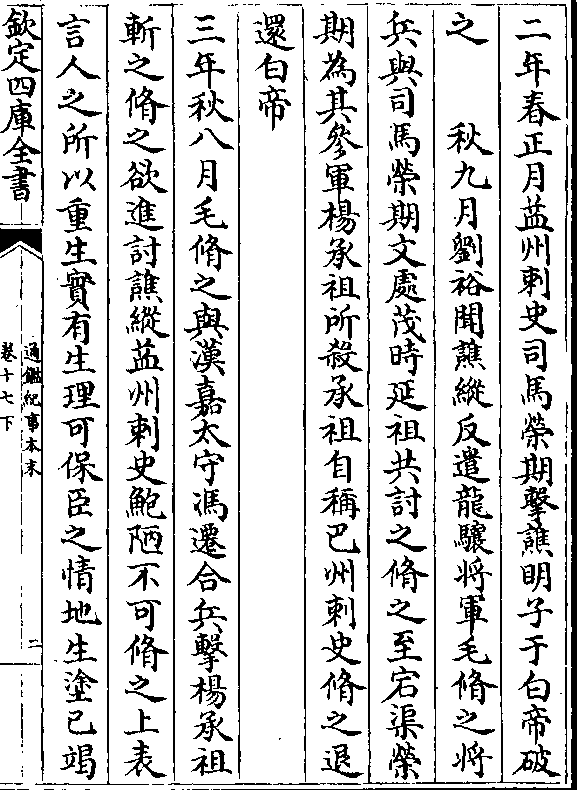 二年春正月益州刺史司馬榮期擊譙明子于白帝破
之　　秋九月劉裕聞譙縱反遣龍驤將軍毛脩之將
兵與司馬榮期文處茂時延祖共討之脩之至宕渠榮
期為其參軍楊承祖所殺承祖自稱巴州刺史脩之退
還白帝
三年秋八月毛脩之與漢嘉太守馮遷合兵擊楊承祖
斬之脩之欲進討譙縱益州刺史鮑陋不可脩之上表
言人之所以重生實有生理可保臣之情地生塗已竭
欽定四庫全書
通鑑紀事本末
卷十七下
二